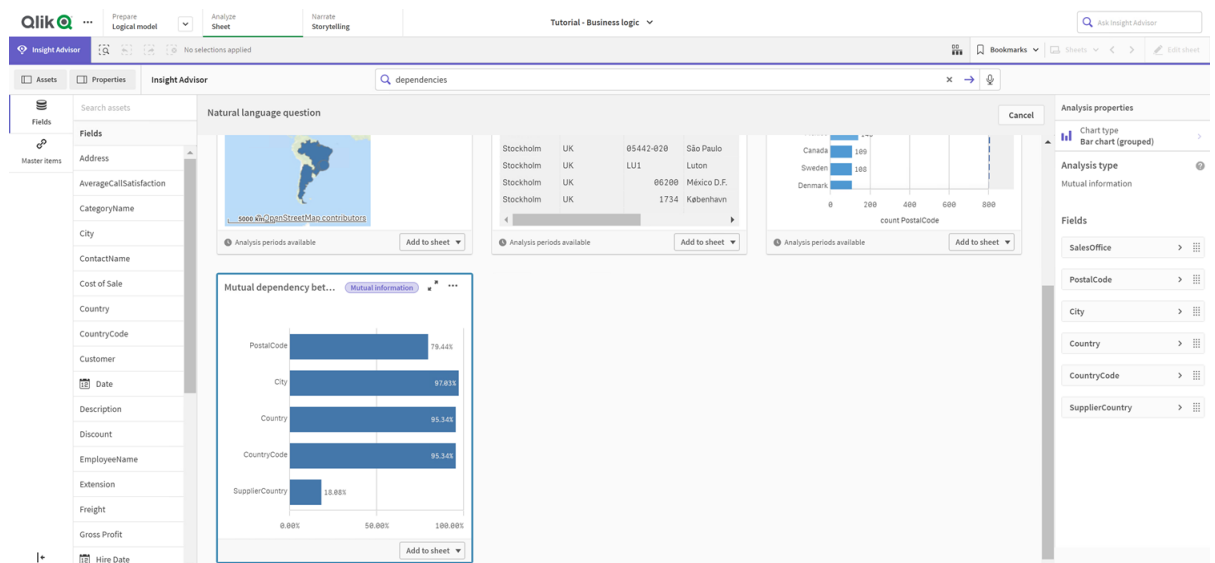 Qlik
Prepare
Logical model
Analyze
Sheet
Narrate
Storytelling
Tutorial - Business logic
Ask Insight Advisor
Insight Advisor
No selections applied
Bookmarks
Sheets
Edit sheet
Assets
Properties
Insight Advisor
dependencies
Fields
Master items
Search assets
Fields
Address
AverageCallSatisfaction
CategoryName
City
ContactName
Cost of Sale
Country
CountryCode
Customer
Date
Description
Discount
EmployeeName
Extension
Freight
Gross Profit
Hire Date
Natural language question
Cancel
5000 km
OpenStreetMap contributors
Analysis periods available
Add to sheet
Stockholm UK 05442-020 São Paulo
Stockholm UK LU1 Luton
Stockholm UK 06200 México D.F.
Stockholm UK 1734 København
Analysis periods available
Add to sheet
Canada 109
Sweden 108
Denmark
0 200 400 600 800
count PostalCode
Analysis periods available
Add to sheet
Mutual dependency bet...
Mutual information
PostalCode 79.44%
City 97.03%
Country 95.34%
CountryCode 95.34%
SupplierCountry 18.08%
0.00% 50.00% 100.00%
Add to sheet
Analysis properties
Chart type
Bar chart (grouped)
Analysis type
Mutual information
Fields
SalesOffice
PostalCode
City
Country
CountryCode
SupplierCountry